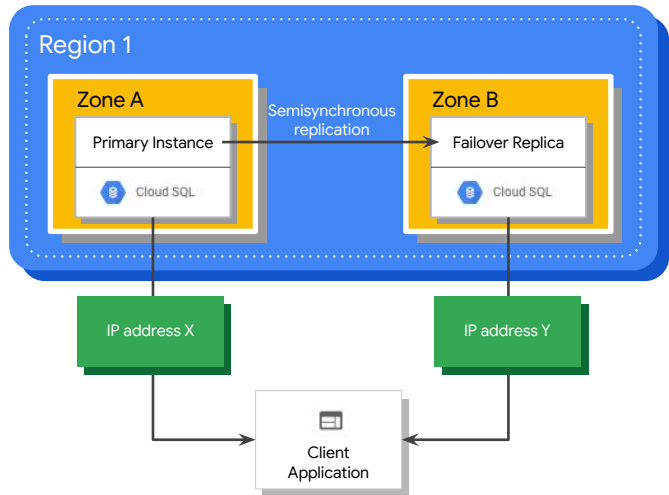 Region 1
Zone A
Zone B
Semisynchronous
replication
Primary Instance
Failover Replica
Cloud SQL
Cloud SQL
IP address X
IP address Y
Client
Application